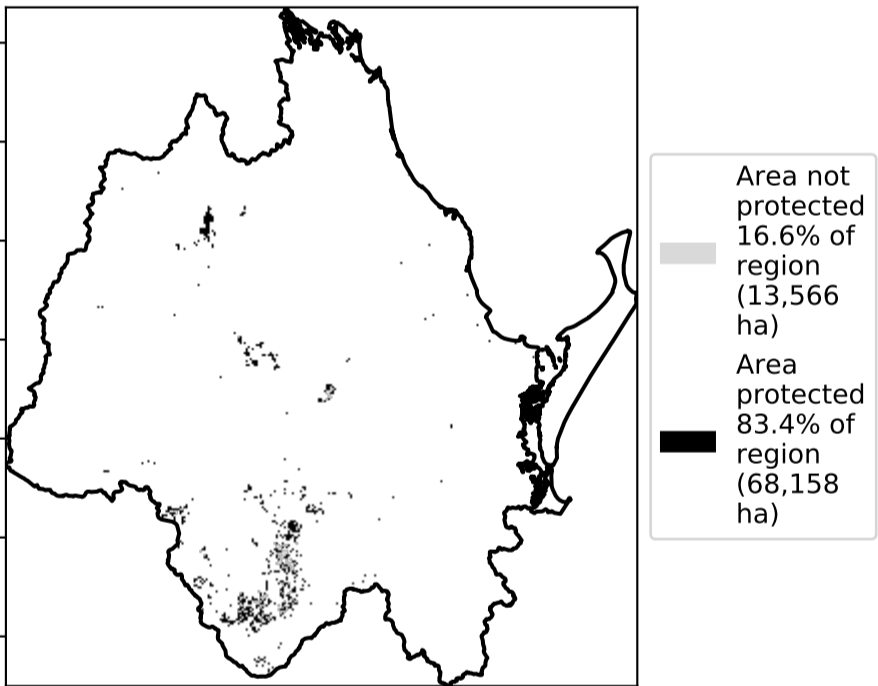 Area not
protected
16.6% of
region
(13,566
ha)
Area
protected
83.4% of
region
(68,158
ha)